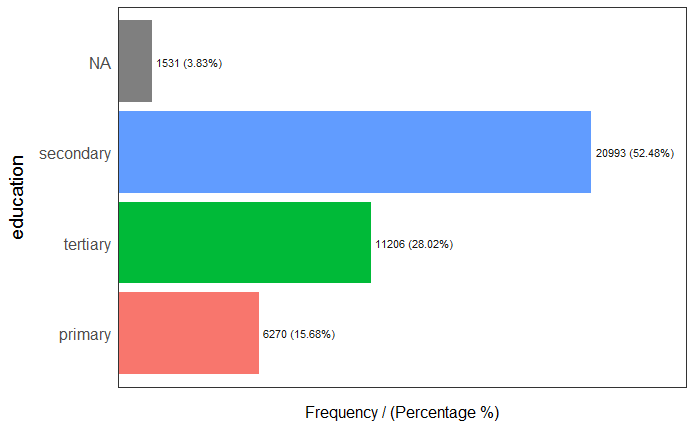 NA
1531 (3.83%)
secondary
20993 (52.48%)
education
tertiary
11206 (28.02%)
primary
6270 (15.68%)
Frequency / (Percentage %)